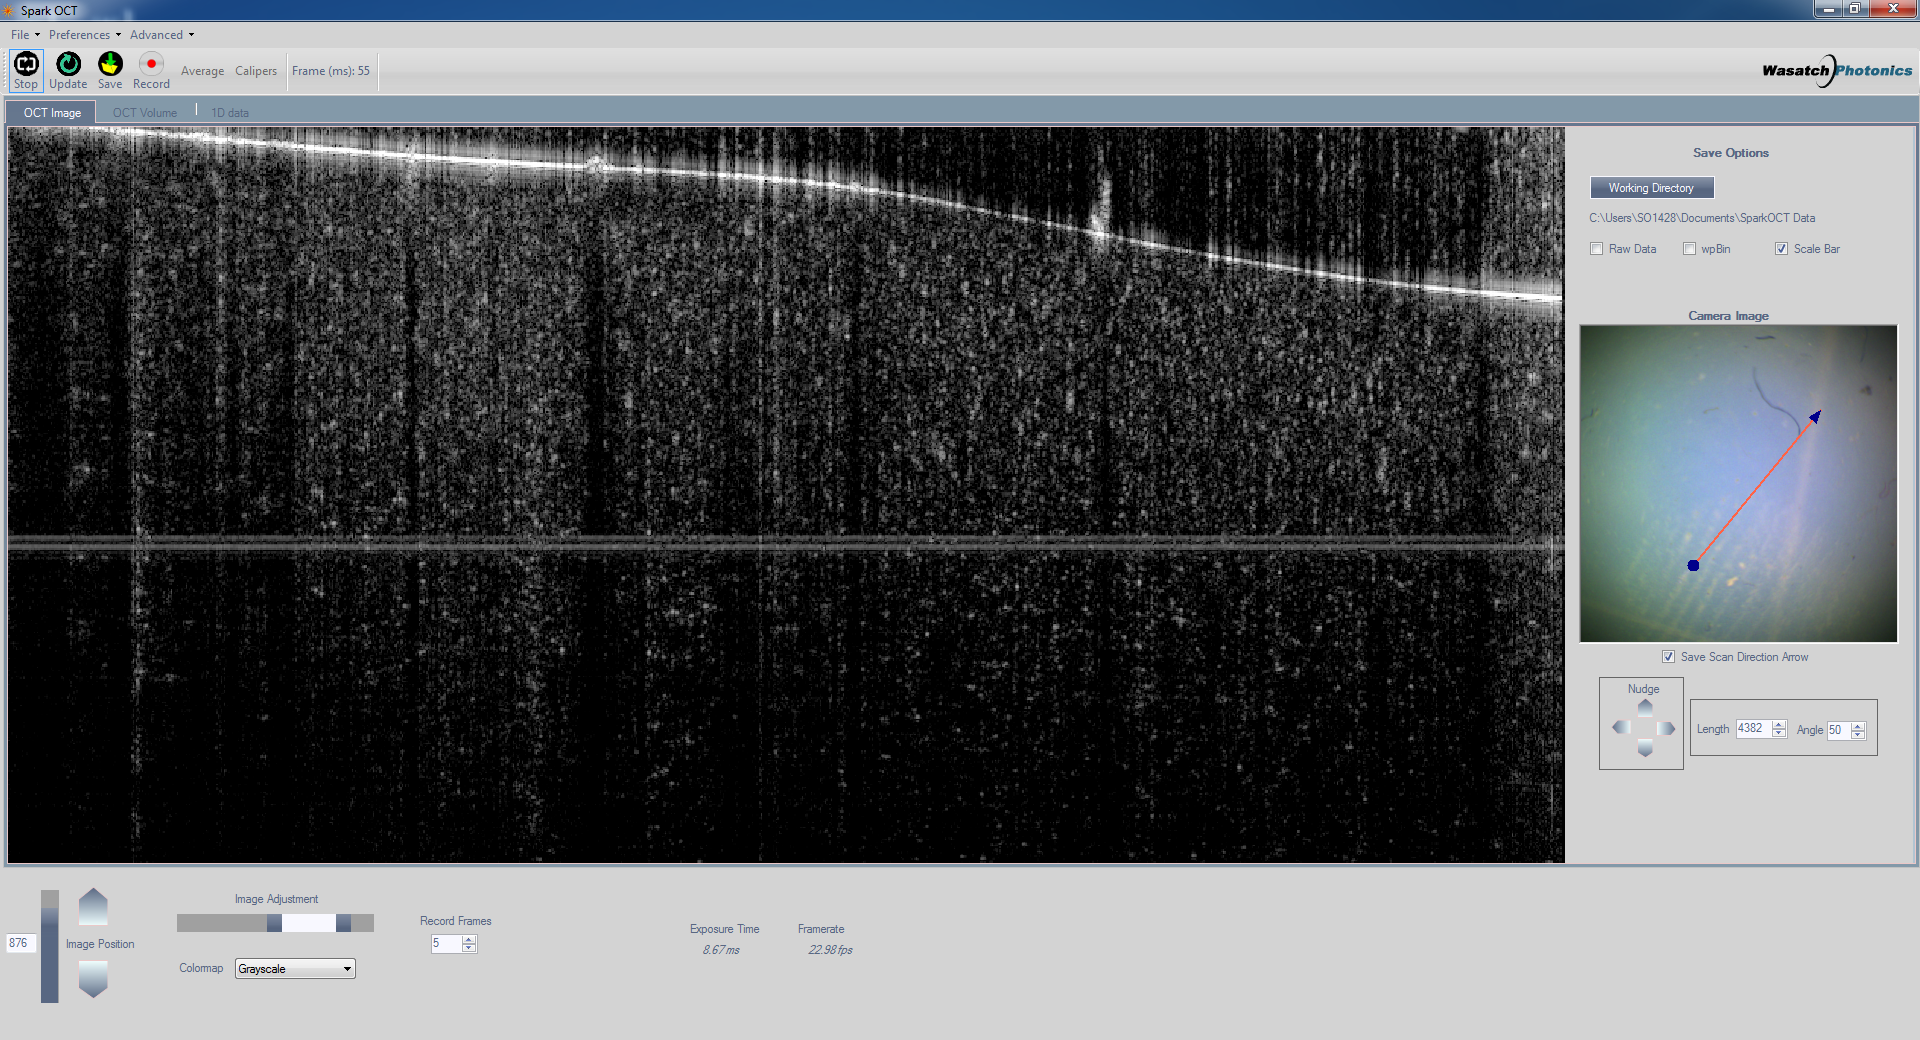 Spark OCT
File Preferences Advanced
Stop Update Save Record Average Calipers Frame (ms): 55
Wasatch Photonics
OCT Image OCT Volume 1D data
Save Options
Working Directory
C:\Users\SO1428\Documents\SparkOCT Data
Raw Data wpBin Scale Bar
Camera Image
Save Scan Direction Arrow
Nudge
Length 4382 Angle 50
876
Image Position
Image Adjustment
Colormap Grayscale
Record Frames
5
Exposure Time
8.67ms
Framerate
22.98fps